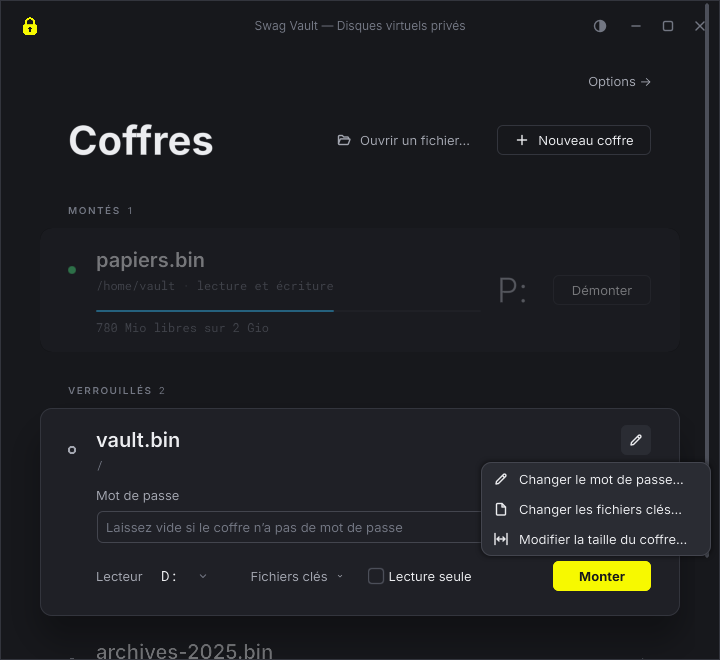 Swag Vault — Disques virtuels privés
Options →
Coffres
Ouvrir un fichier...
+ Nouveau coffre
MONTÉS 1
papiers.bin
/home/vault · lecture et écriture
P:
Démonter
780 Mio libres sur 2 Gio
VERROUILLÉS 2
vault.bin
/
Changer le mot de passe...
Mot de passe
Changer les fichiers clés...
Laissez vide si le coffre n’a pas de mot de passe
Modifier la taille du coffre...
Lecteur D: Fichiers clés Lecture seule Monter
archives-2025.bin